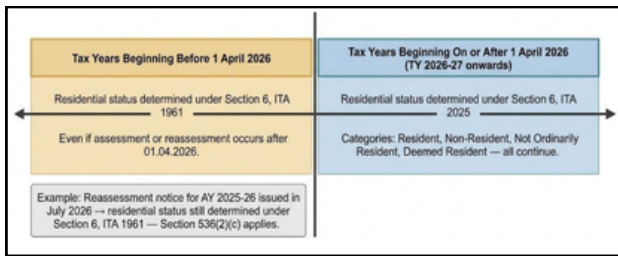 Tax Years Beginning Before 1 April 2026
Residential status determined under Section 6, ITA
1961
Even if assessment or reassessment occurs after
01.04.2026.
Example: Reassessment notice for AY 2025-26 issued in
July 2026 → residential status still determined under
Section 6, ITA 1961 — Section 536(2)(c) applies.
Tax Years Beginning On or After 1 April 2026
(TY 2026-27 onwards)
Residential status determined under Section 6, ITA
2025
Categories: Resident, Non-Resident, Not Ordinarily
Resident, Deemed Resident — all continue.